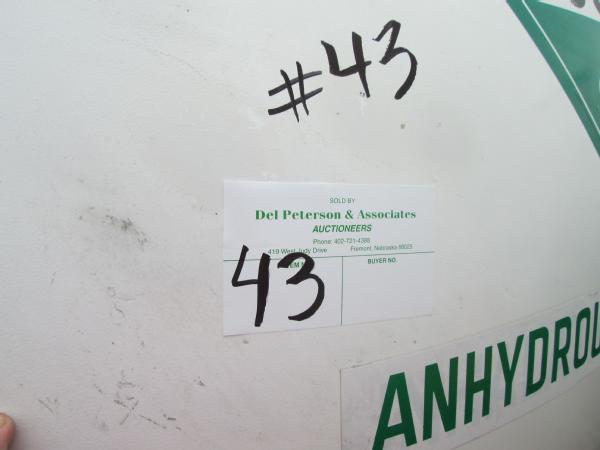 #43
SOLD BY
Del Peterson & Associates
AUCTIONEERS
Phone: 402-721-4388
419 West Judy Drive Fremont, Nebraska 68025
BUYER NO.
43
ANHYDROU